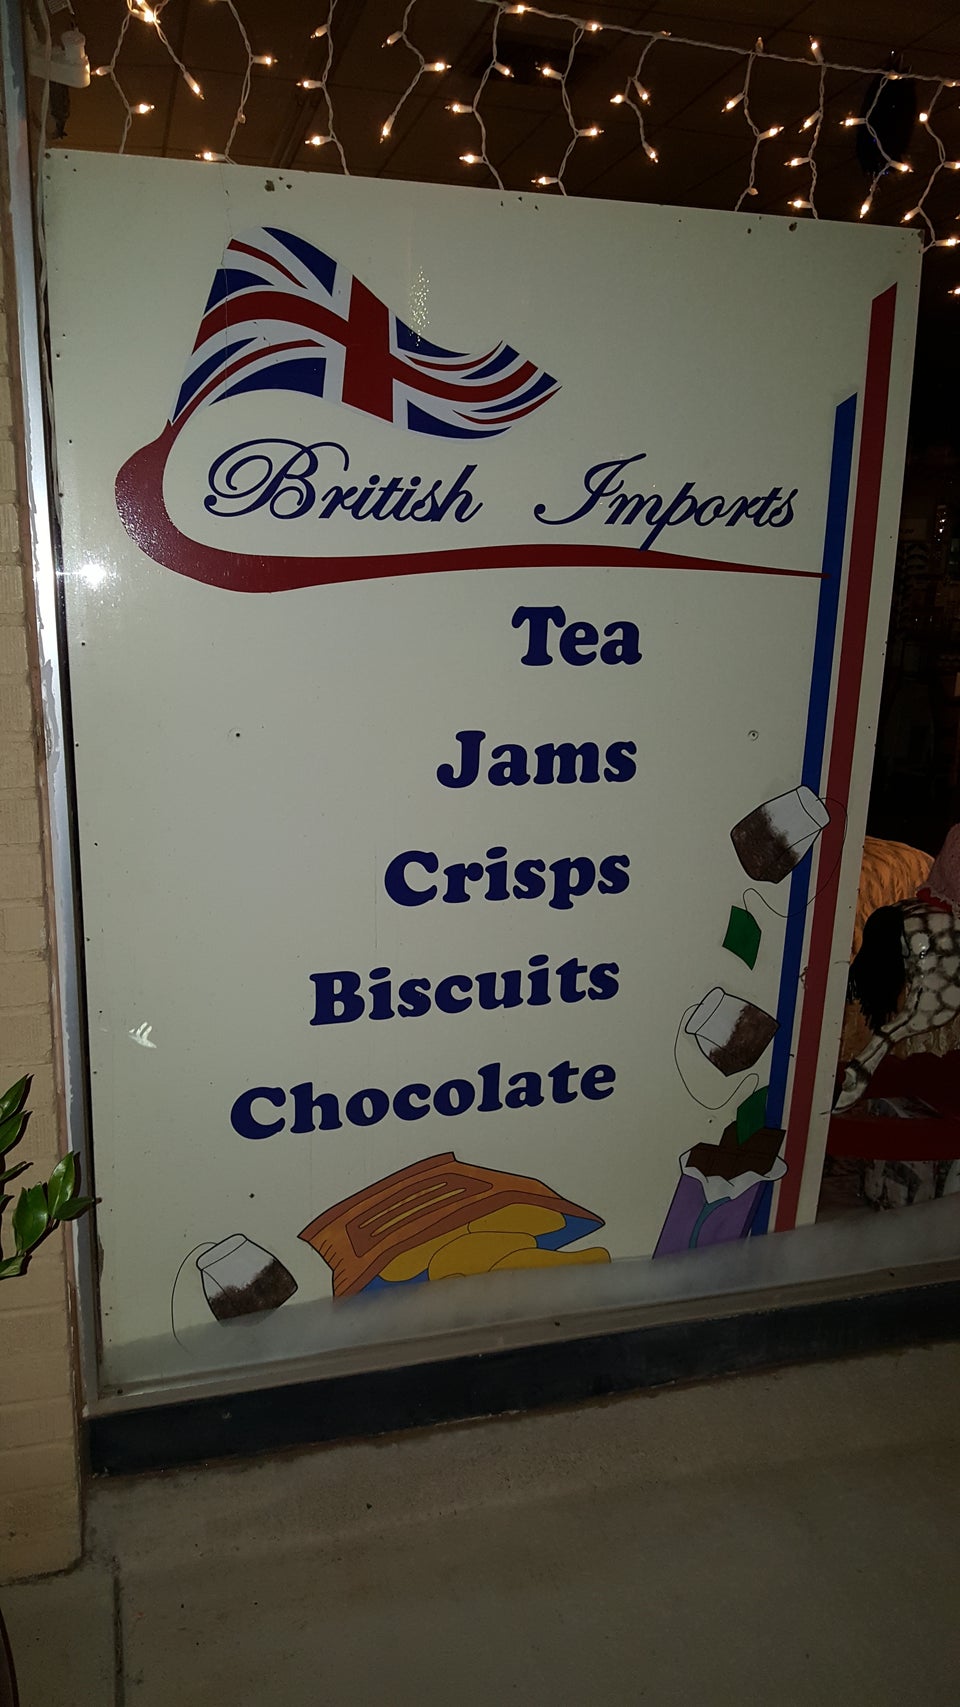 British Imports
Tea
Jams
Crisps
Biscuits
Chocolate